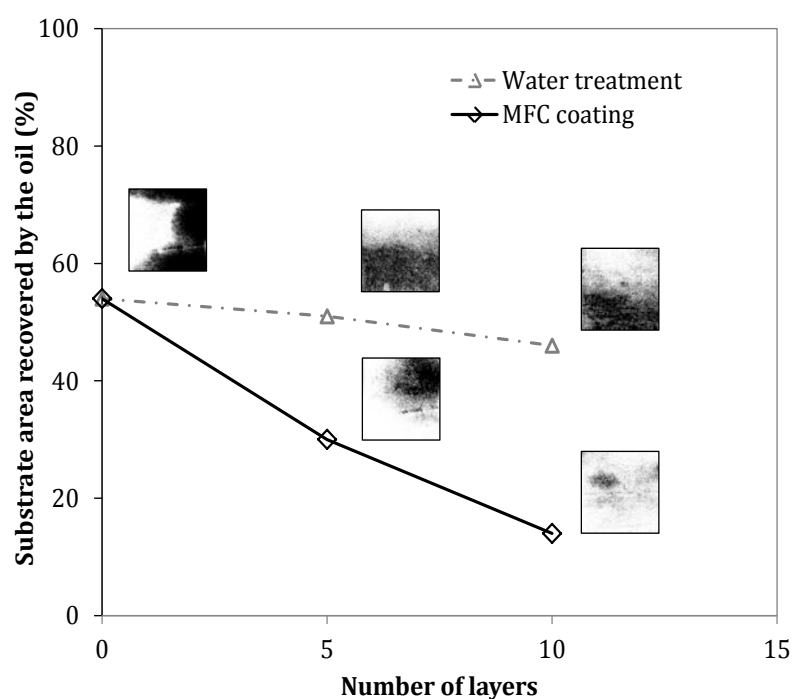 100
80
60
40
20
0
Substrate area recovered by the oil (%)
Water treatment
MFC coating
0 5 10 15
Number of layers